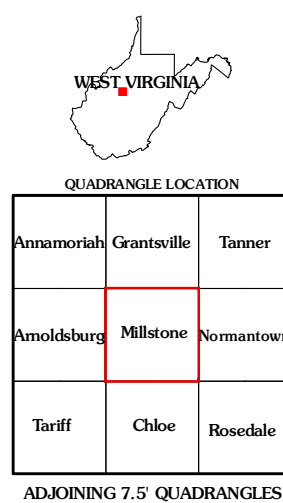 WEST VIRGINIA
QUADRANGLE LOCATION
Annamoriah Grantsville Tanner
Arnoldsburg Millstone Normantown
Tariff Chloe Rosedale
ADJOINING 7.5' QUADRANGLES